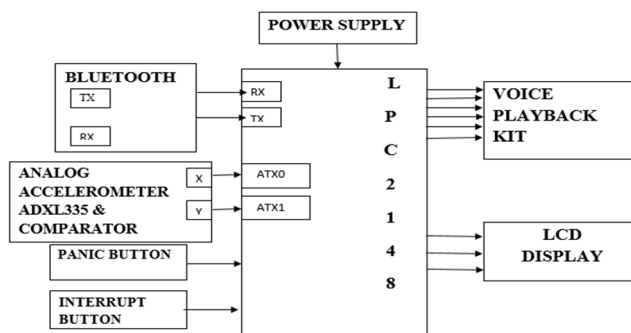 POWER SUPPLY
BLUETOOTH
TX
RX
RX
TX
ANALOG
ACCELEROMETER
ADXL335 &
COMPARATOR
X
Y
ATX0
ATX1
PANIC BUTTON
INTERRUPT
BUTTON
L
P
C
2
1
4
8
VOICE
PLAYBACK
KIT
LCD
DISPLAY